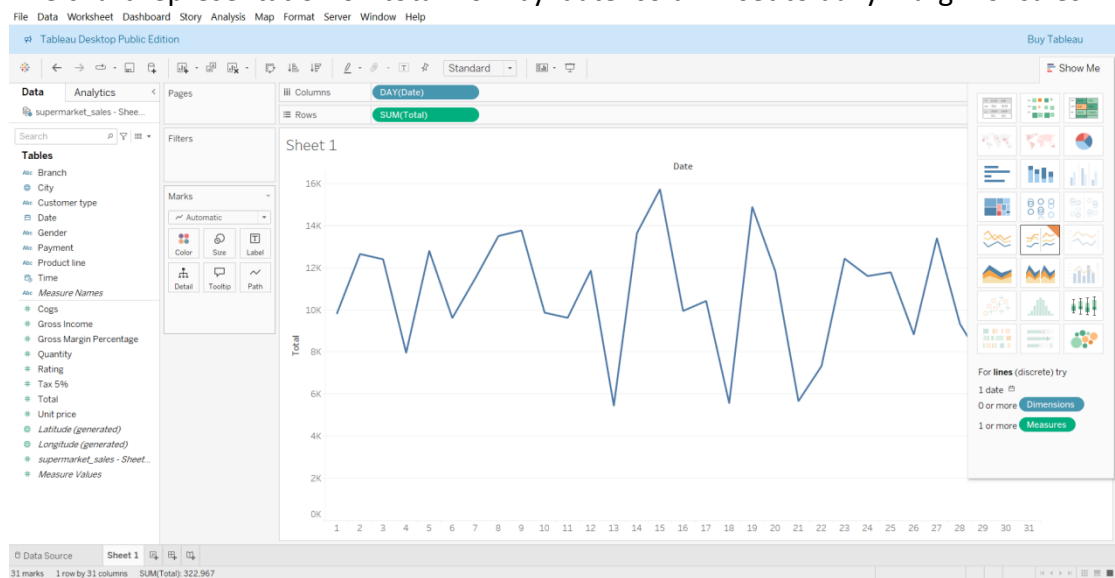 File Data Worksheet Dashboard Story Analysis Map Format Server Window Help
Tableau Desktop Public Edition
Buy Tableau
Standard
Show Me
Data Analytics
supermarket_sales - Shee...
Search
Tables
Abc Branch
City
Abc Customer type
Date
Abc Gender
Abc Payment
Abc Product line
Time
Abc Measure Names
# Cogs
# Gross Income
# Gross Margin Percentage
# Quantity
# Rating
# Tax 5%
# Total
# Unit price
Latitude (generated)
Longitude (generated)
# supermarket_sales - Sheet...
# Measure Values
Pages
Filters
Marks
Automatic
Color Size Label
Detail Tooltip Path
Columns DAY(Date)
Rows SUM(Total)
Sheet 1
Date
16K
14K
12K
10K
8K
6K
4K
2K
0K
Total
1 2 3 4 5 6 7 8 9 10 11 12 13 14 15 16 17 18 19 20 21 22 23 24 25 26 27 28 29 30 31
For lines (discrete) try
1 date
0 or more Dimensions
1 or more Measures
Data Source Sheet 1
31 marks 1 row by 31 columns SUM(Total): 322,967